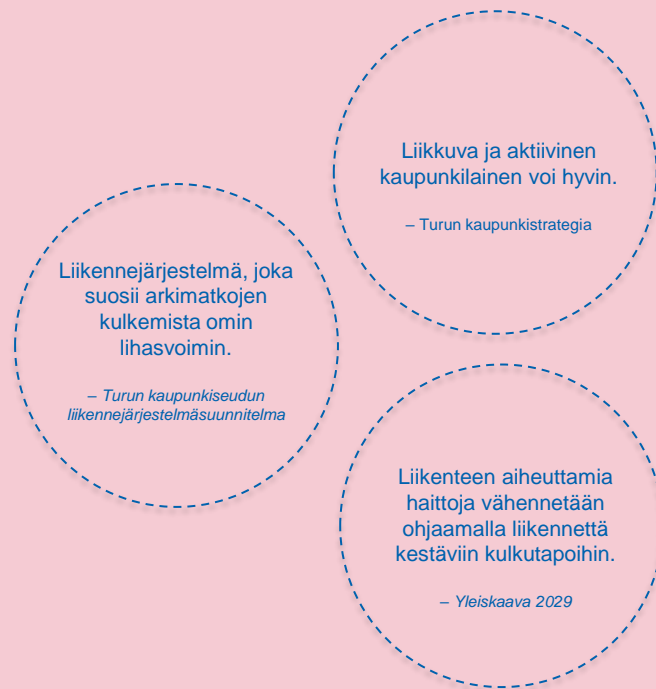 Liikkuva ja aktiivinen
kaupunkilainen voi hyvin.
– Turun kaupunkistrategia
Liikennejärjestelmä, joka
suosii arkimatkojen
kulkemista omin
lihasvoimin.
– Turun kaupunkiseudun
liikennejärjestelmäsuunnitelma
Liikenteen aiheuttamia
haittoja vähennetään
ohjaamalla liikennettä
kestäviin kulkutapoihin.
– Yleiskaava 2029